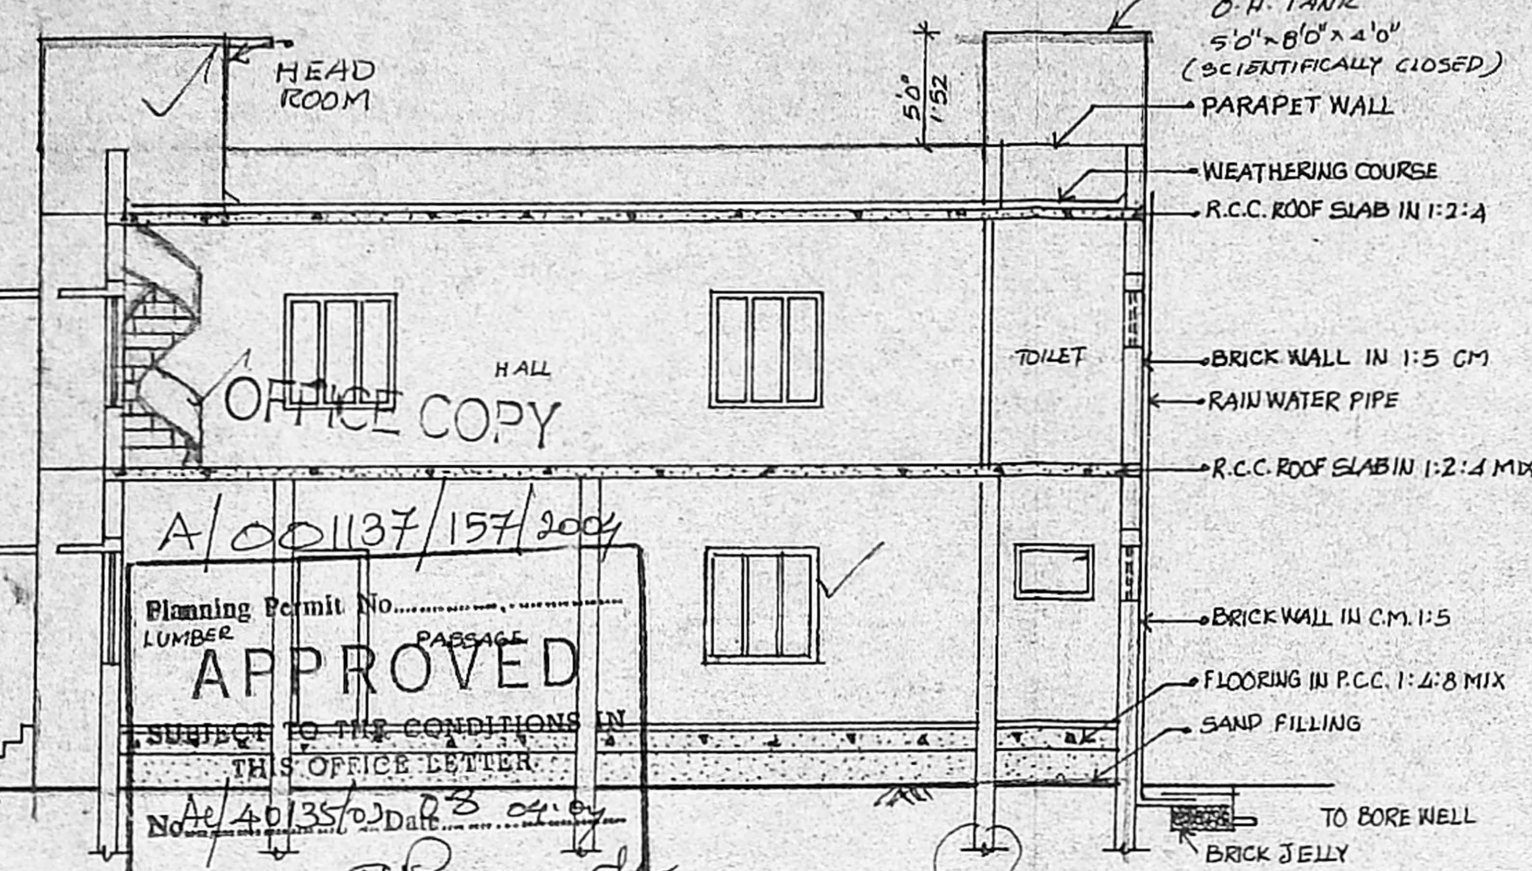 O.H. TANK
5'0" x 8'0" x 4'0"
(SCIENTIFICALLY CLOSED)
HEAD
ROOM
5'0"
1.52
PARAPET WALL
WEATHERING COURSE
R.C.C. ROOF SLAB IN 1:2:4
HALL
TOILET
BRICK WALL IN 1:5 CM
RAIN WATER PIPE
OFFICE COPY
R.C.C. ROOF SLAB IN 1:2:4 MIX
A/001137/157/2004
Planning Permit No
LUMBER
PASSAGE
BRICK WALL IN C.M. 1:5
APPROVED
FLOORING IN P.C.C. 1:4:8 MIX
SUBJECT TO THE CONDITIONS IN
SAND FILLING
THIS OFFICE LETTER
No Date 08 04.04
TO BORE WELL
BRICK JELLY